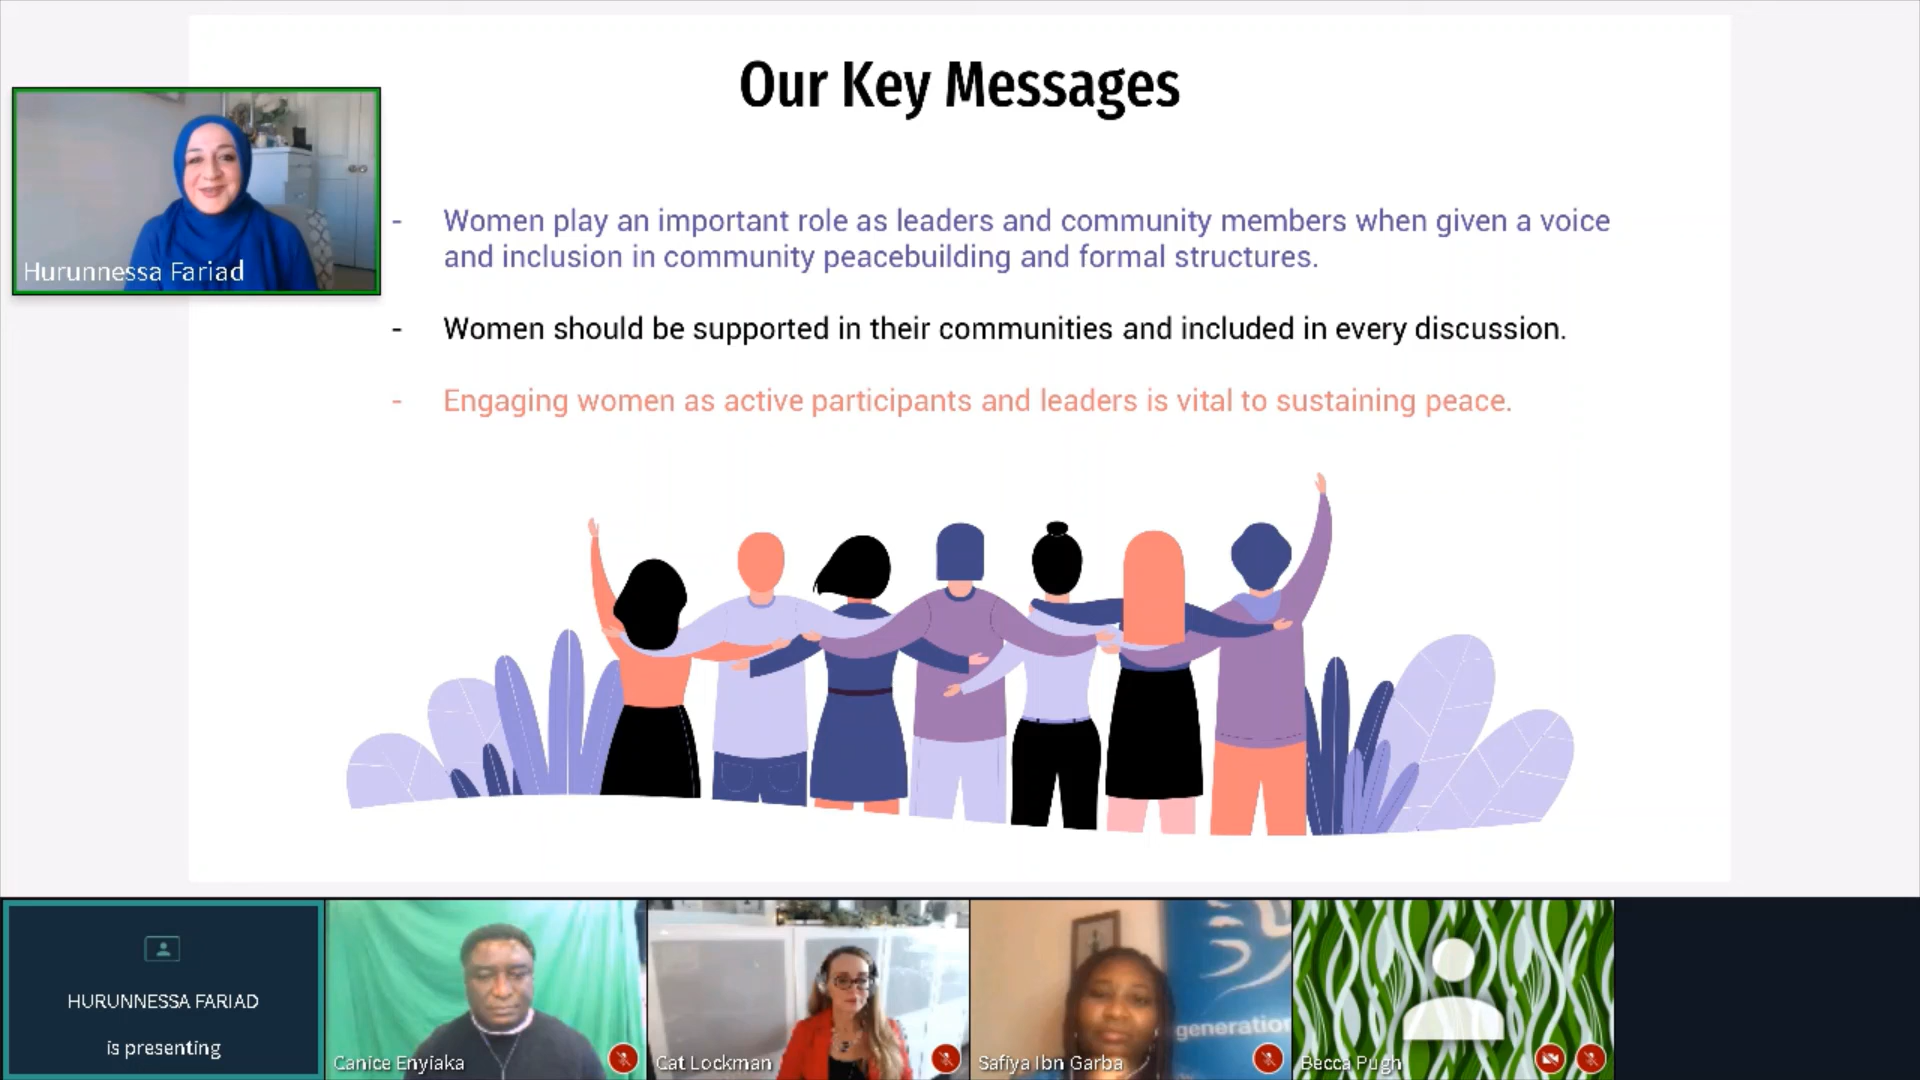 Our Key Messages
Hurunnessa Fariad
- Women play an important role as leaders and community members when given a voice
and inclusion in community peacebuilding and formal structures.
- Women should be supported in their communities and included in every discussion.
- Engaging women as active participants and leaders is vital to sustaining peace.
HURUNNESSA FARIAD
is presenting
Canice Enyiaka
Cat Lockman
generation
Safiya Ibn Garba
Becca Pugh